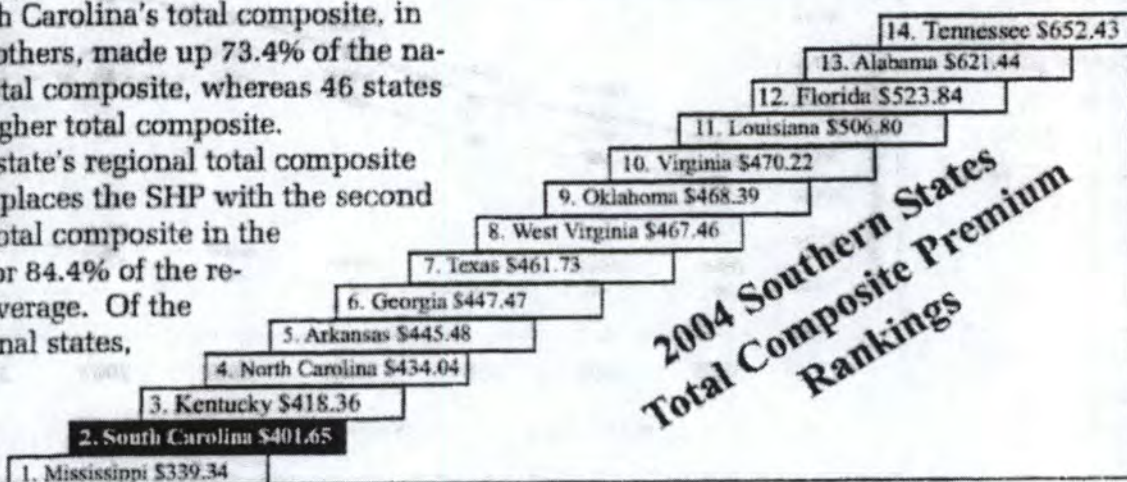 h Carolina's total composite, in
others, made up 73.4% of the na-
tal composite, whereas 46 states
gher total composite.
state's regional total composite
places the SHP with the second
otal composite in the
or 84.4% of the re-
verage. Of the
nal states,
14. Tennessee $652.43
13. Alabama $621.44
12. Florida $523.84
11. Louisiana $506.80
10. Virginia $470.22
9. Oklahoma $468.39
8. West Virginia $467.46
7. Texas $461.73
6. Georgia $447.47
5. Arkansas $445.48
4. North Carolina $434.04
3. Kentucky $418.36
2. South Carolina $401.65
1. Mississippi $339.34
2004 Southern States
Total Composite Premium
Rankings